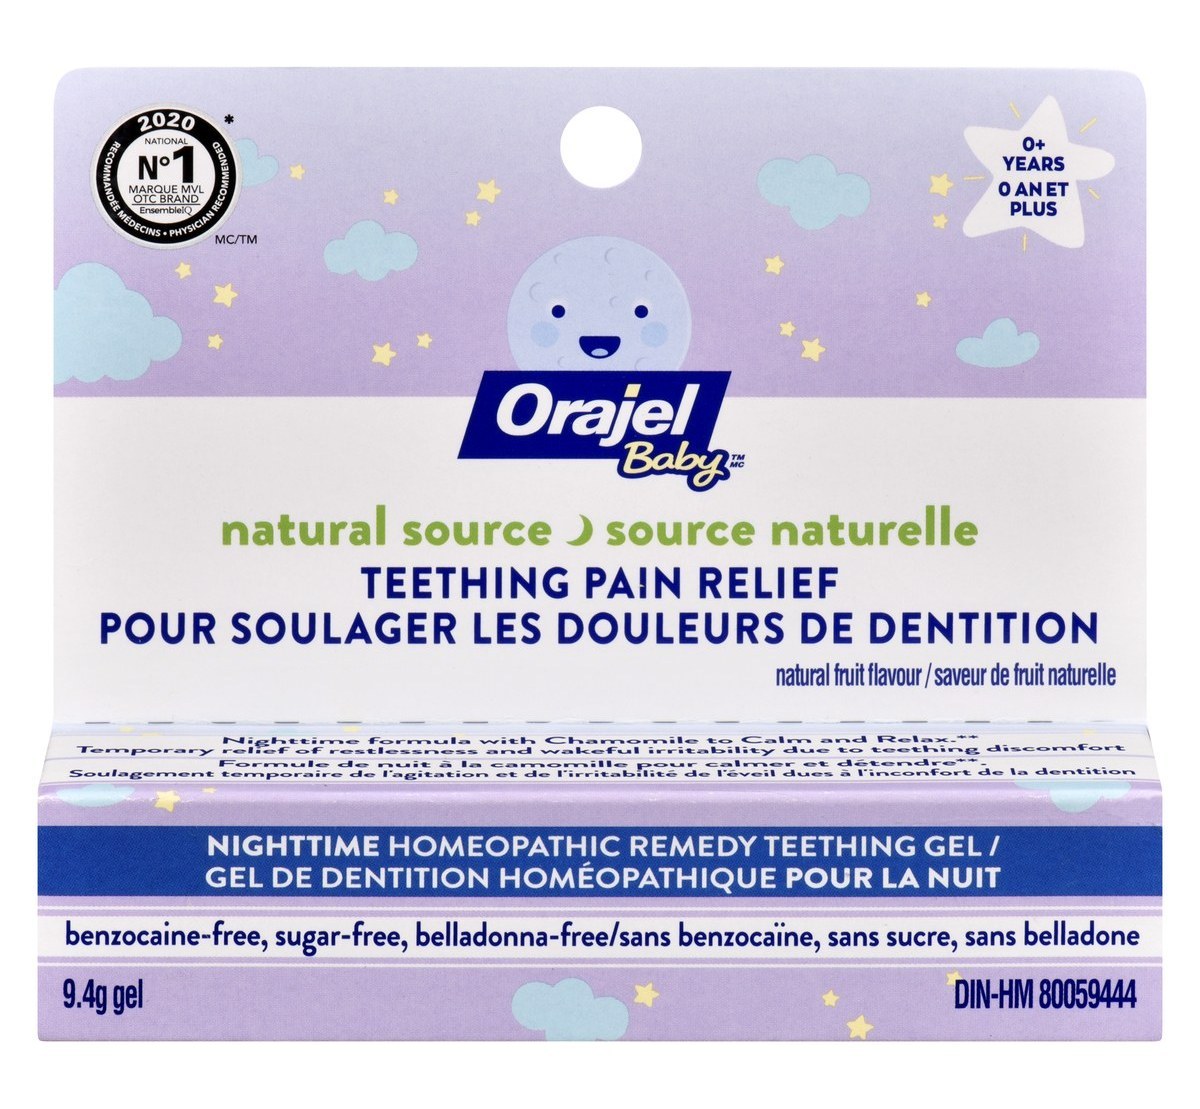 2020
*
NATIONAL
N°1
MARQUE MVL
OTC BRAND
EnsembleIQ
RECOMMANDÉE MÉDECINS • PHYSICIAN RECOMMENDED
MC/TM
0+
YEARS
0 AN ET
PLUS
Orajel
Baby TM
MC
natural source source naturelle
TEETHING PAIN RELIEF
POUR SOULAGER LES DOULEURS DE DENTITION
natural fruit flavour / saveur de fruit naturelle
Nighttime formula with Chamomile to Calm and Relax.**
Temporary relief of restlessness and wakeful irritability due to teething discomfort
Formule de nuit à la camomille pour calmer et détendre**.
Soulagement temporaire de l'agitation et de l'irritabilité de l'éveil dues à l'inconfort de la dentition
NIGHTTIME HOMEOPATHIC REMEDY TEETHING GEL /
GEL DE DENTITION HOMÉOPATHIQUE POUR LA NUIT
benzocaine-free, sugar-free, belladonna-free/sans benzocaïne, sans sucre, sans belladone
9.4g gel
DIN-HM 80059444